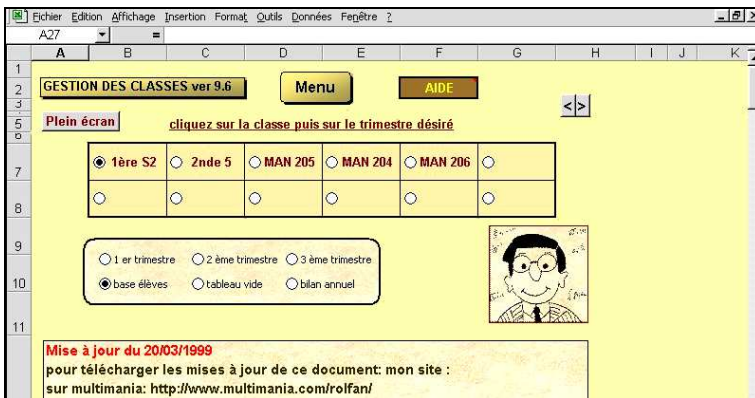 Fichier Edition Affichage Insertion Format Outils Données Fenêtre ?
A27 =
A B C D E F G H I J K
1
2 GESTION DES CLASSES ver 9.6 Menu AIDE
3
< >
5 Plein écran cliquez sur la classe puis sur le trimestre désiré
6
7 1ère S2 2nde 5 MAN 205 MAN 204 MAN 206
8
9
1 er trimestre 2 ème trimestre 3 ème trimestre
10 base élèves tableau vide bilan annuel
11
Mise à jour du 20/03/1999
pour télécharger les mises à jour de ce document: mon site :
sur multimania: http://www.multimania.com/rolfan/